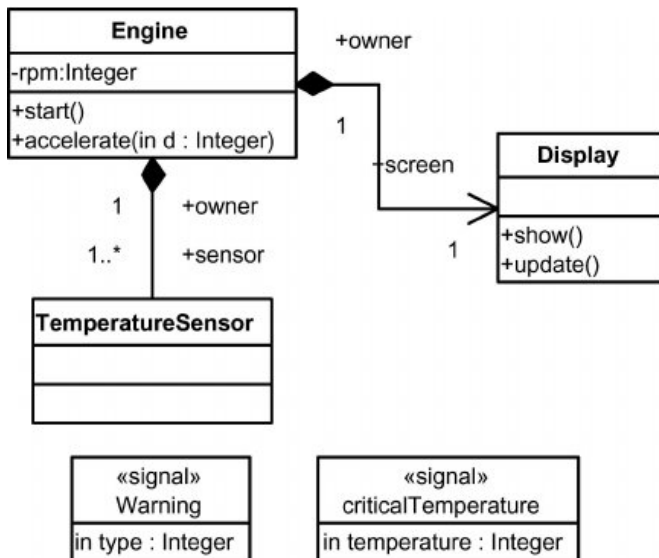 Engine
-rpm:Integer
+start()
+accelerate(in d : Integer)
+owner
1
+screen
1
Display
+show()
+update()
1
+owner
1..*
+sensor
TemperatureSensor
«signal»
Warning
in type : Integer
«signal»
criticalTemperature
in temperature : Integer